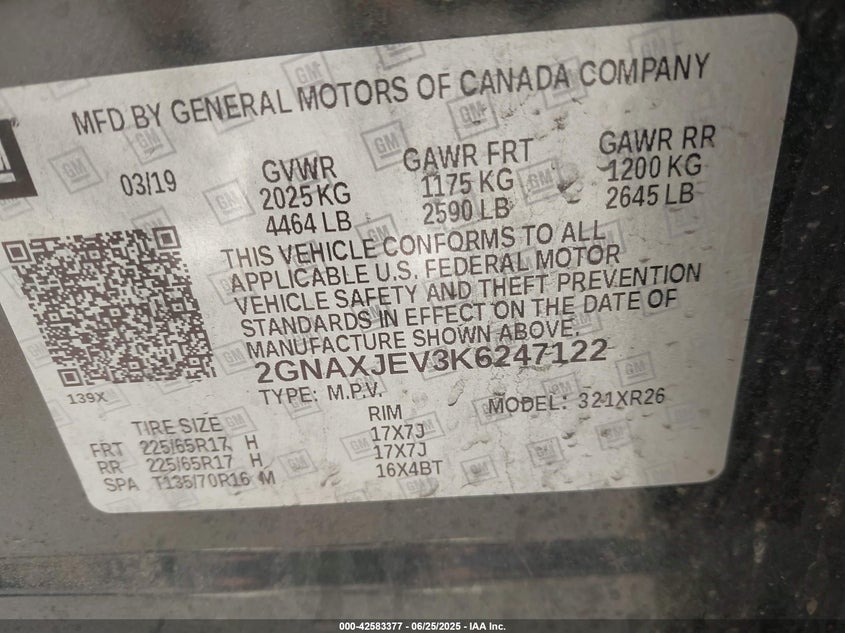 MFD BY GENERAL MOTORS OF CANADA COMPANY
03/19
GVWR
2025 KG
4464 LB
GAWR FRT
1175 KG
2590 LB
GAWR RR
1200 KG
2645 LB
THIS VEHICLE CONFORMS TO ALL
APPLICABLE U.S. FEDERAL MOTOR
VEHICLE SAFETY AND THEFT PREVENTION
STANDARDS IN EFFECT ON THE DATE OF
MANUFACTURE SHOWN ABOVE.
2GNAXJEV3K6247122
TYPE: M.P.V.
MODEL: 321XR26
139X
TIRE SIZE
RIM
FRT 225/65R17 H 17X7J
RR 225/65R17 H 17X7J
SPA T135/70R16 M 16X4BT
000-42583377 - 06/25/2025 - IAA Inc.